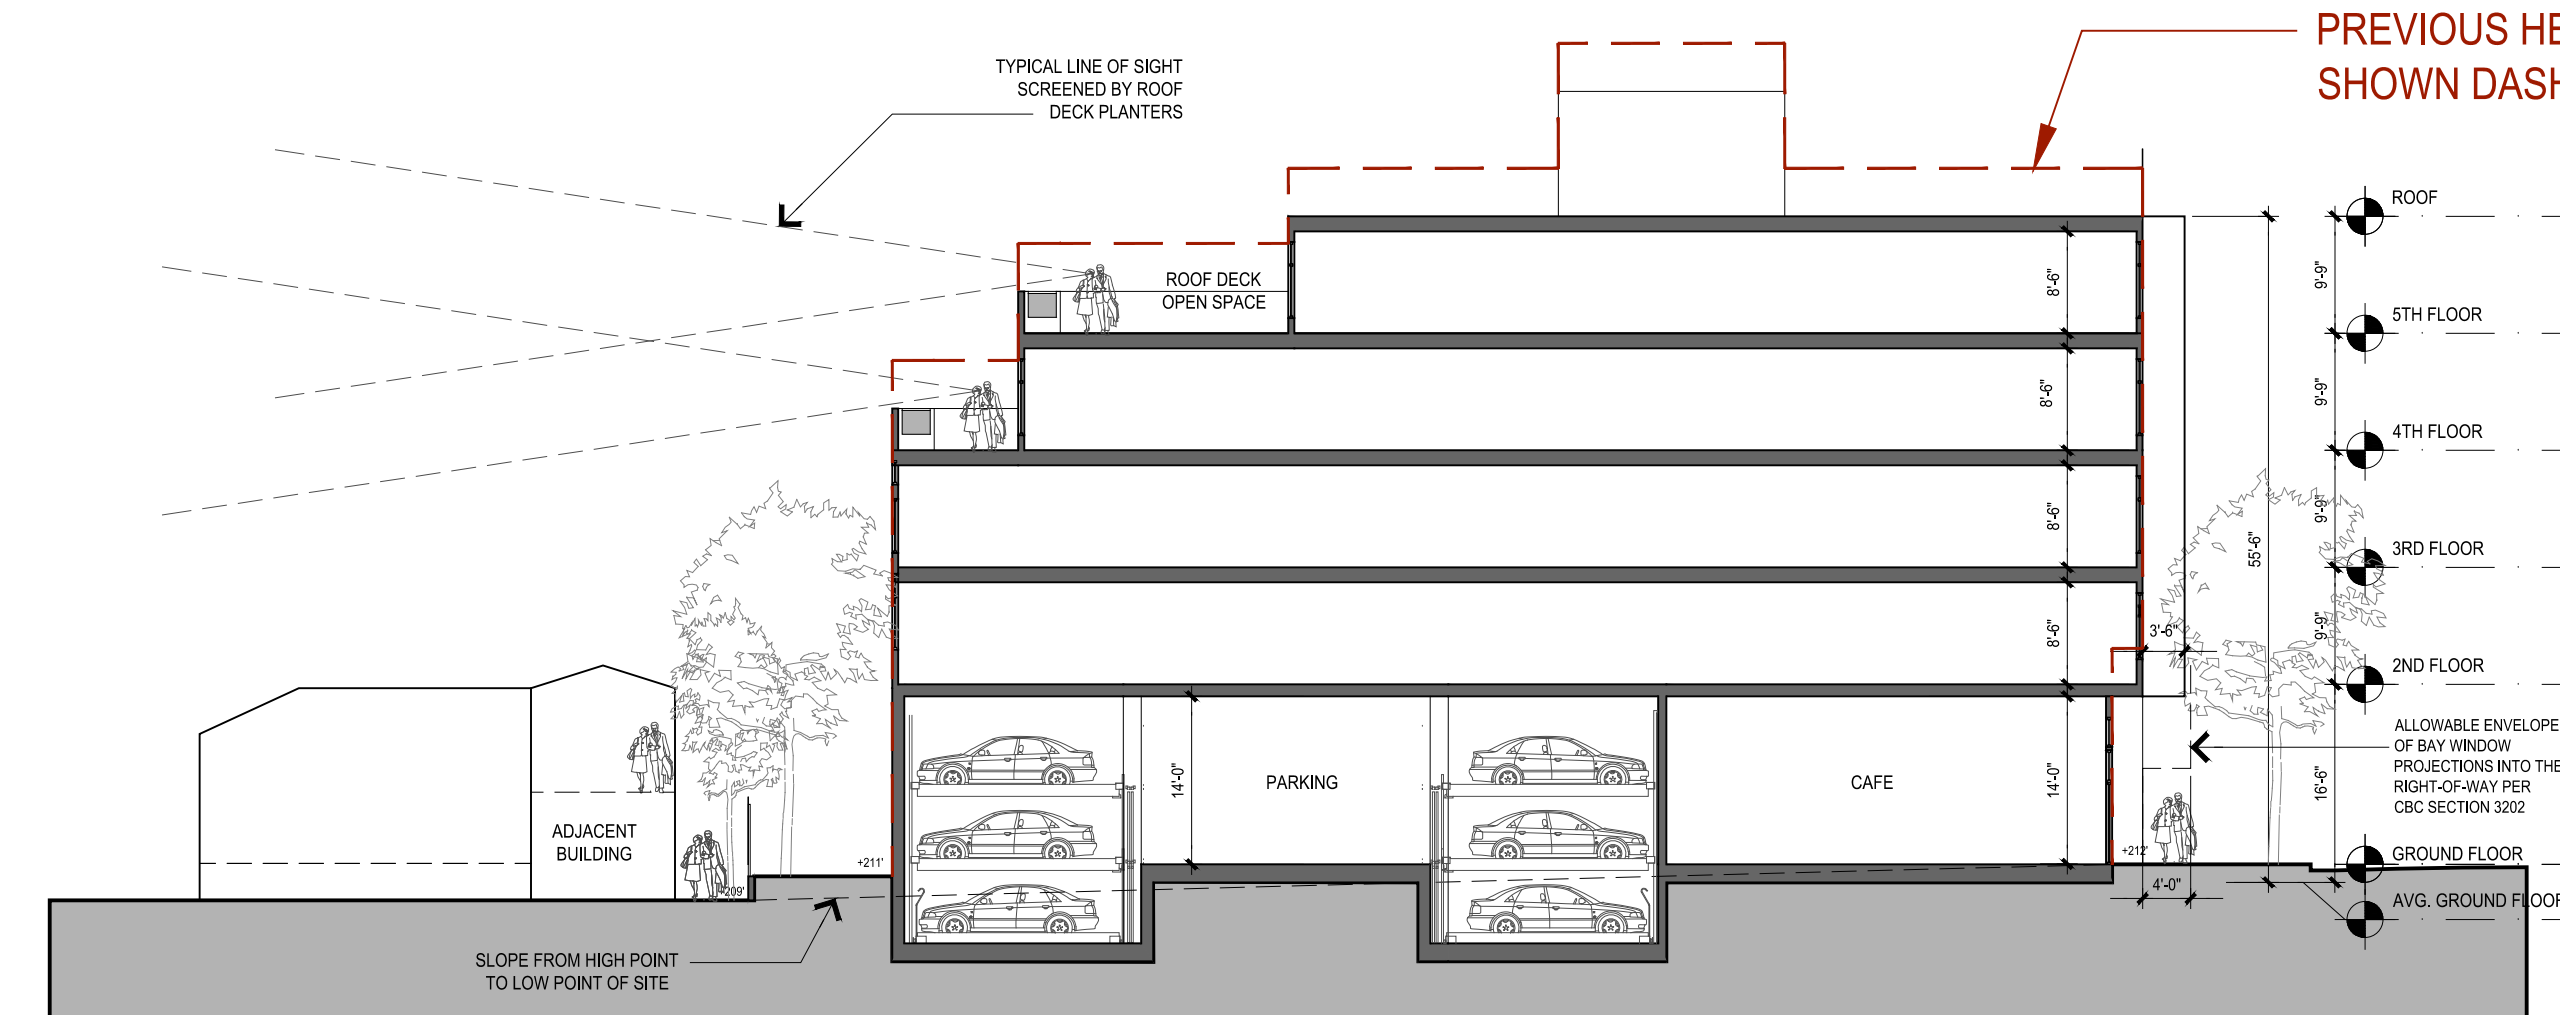 PREVIOUS HE
SHOWN DASH
TYPICAL LINE OF SIGHT
SCREENED BY ROOF
DECK PLANTERS
ROOF
9'-9"
8'-6"
ROOF DECK
OPEN SPACE
5TH FLOOR
9'-9"
8'-6"
4TH FLOOR
9'-9"
8'-6"
55'-6"
3RD FLOOR
9'-9"
8'-6"
3'-6"
2ND FLOOR
ALLOWABLE ENVELOPE
OF BAY WINDOW
PROJECTIONS INTO THE
RIGHT-OF-WAY PER
CBC SECTION 3202
16'-6"
14'-0"
PARKING
CAFE
14'-0"
ADJACENT
BUILDING
+211'
+212'
GROUND FLOOR
+209'
4'-0"
AVG. GROUND FLOOR
SLOPE FROM HIGH POINT
TO LOW POINT OF SITE